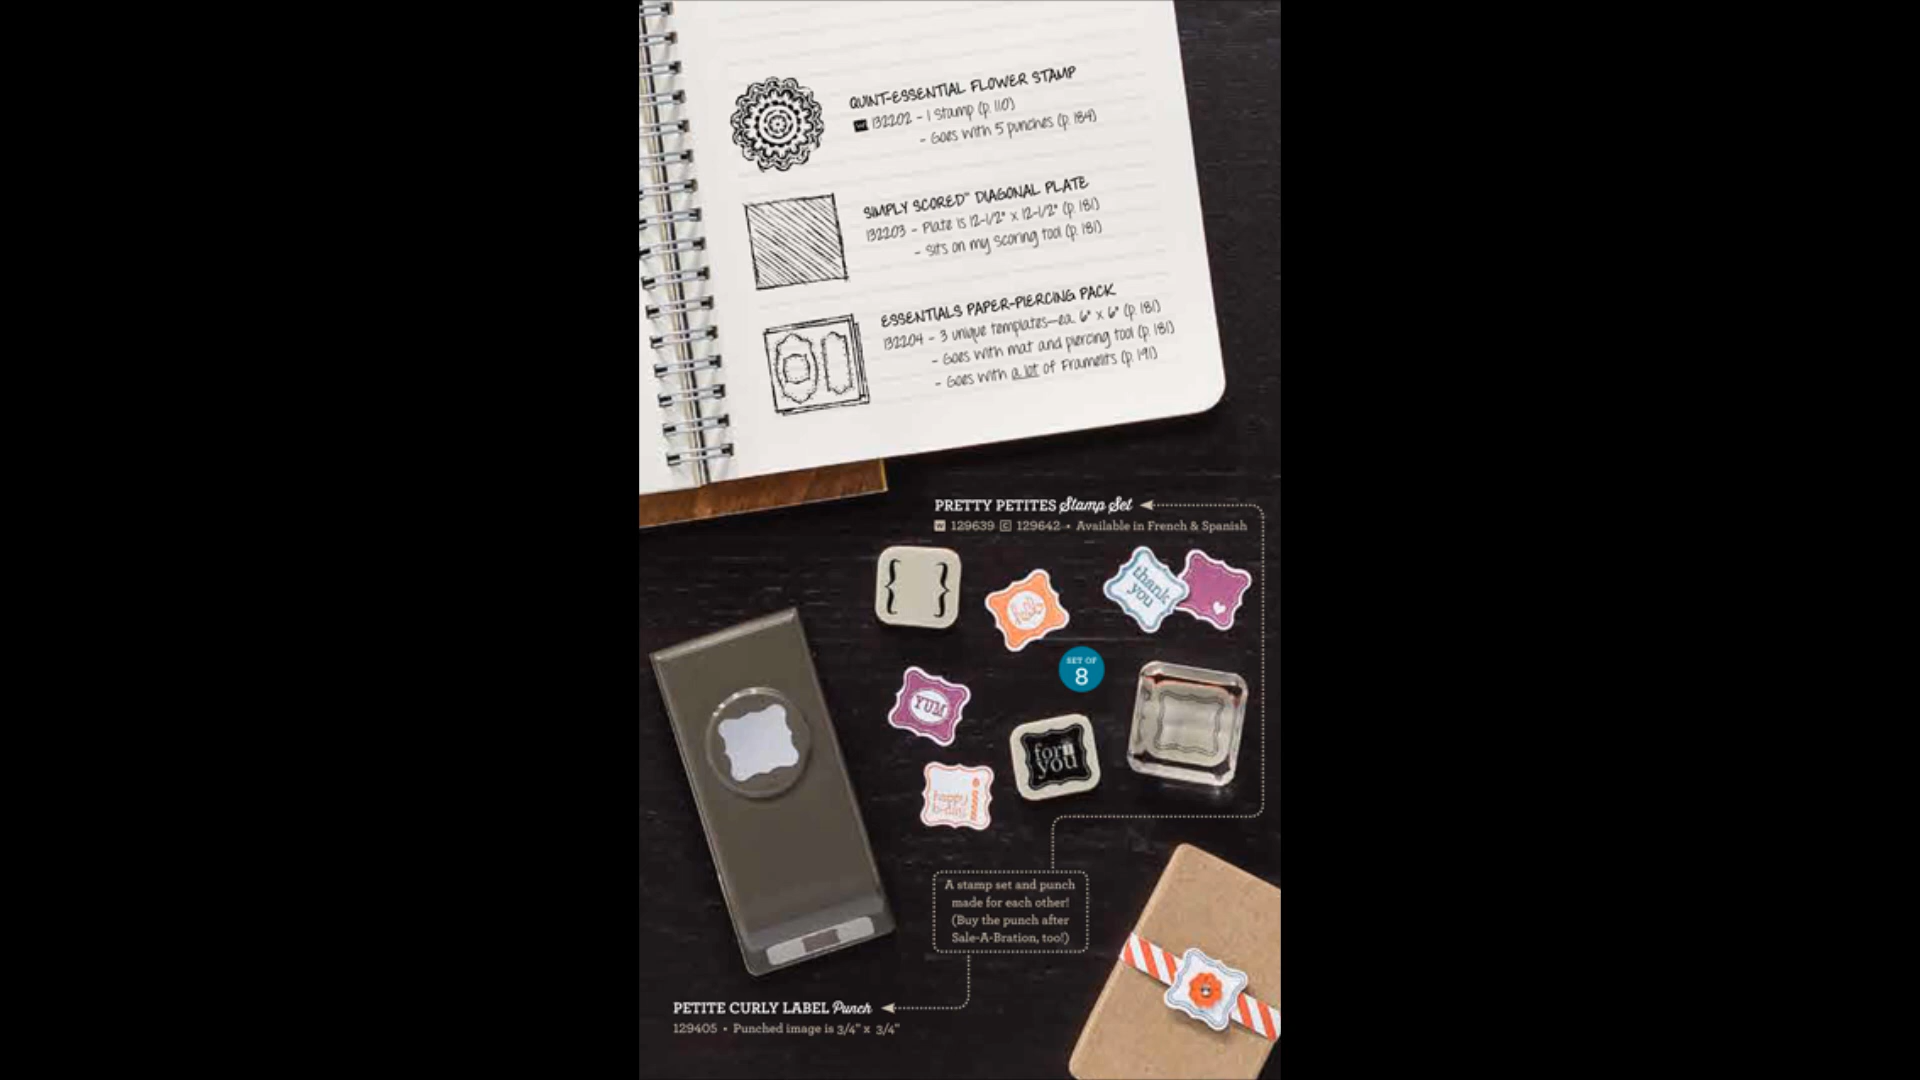 QUINT-ESSENTIAL FLOWER STAMP
W 132202 - 1 Stamp (p. 110)
- Goes with 5 punches (p. 184)
SIMPLY SCORED™ DIAGONAL PLATE
132203 - Plate is 12-1/2" x 12-1/2" (p. 181)
- Sits on my scoring tool (p. 181)
ESSENTIALS PAPER-PIERCING PACK
132204 - 3 unique templates—ea. 6" x 6" (p. 181)
- Goes with mat and piercing tool (p. 181)
- Goes with a lot of Framelits (p. 191)
PRETTY PETITES Stamp Set
W 129639 C 129642 • Available in French & Spanish
{ }
hello
thank
you
SET OF
8
YUM
for
you
happy
b-day
A stamp set and punch
made for each other!
(Buy the punch after
Sale-A-Bration, too!)
PETITE CURLY LABEL Punch
129405 • Punched image is 3/4" x 3/4"